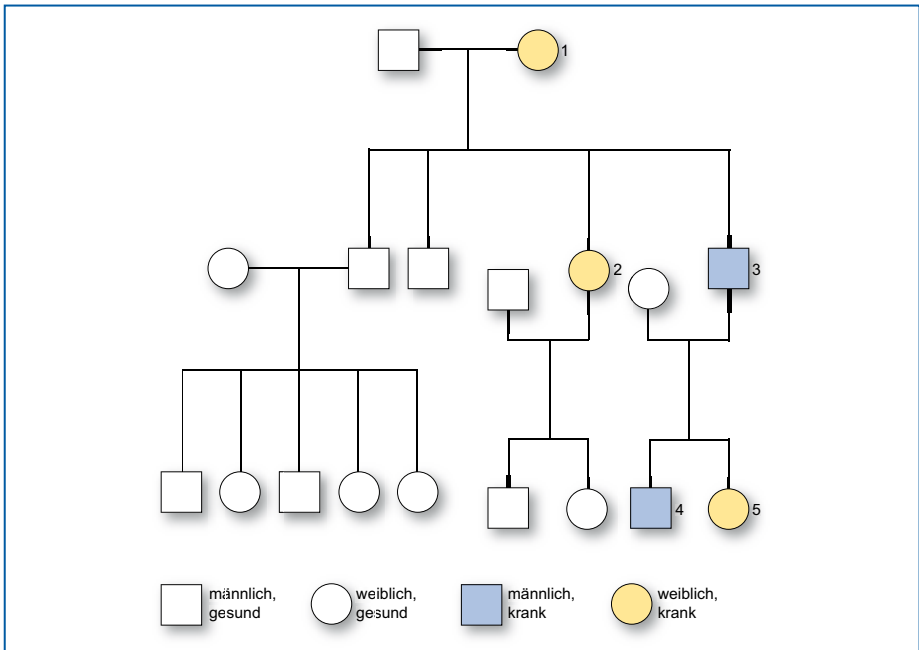 1
2
3
4
5
männlich,
gesund
weiblich,
gesund
männlich,
krank
weiblich,
krank